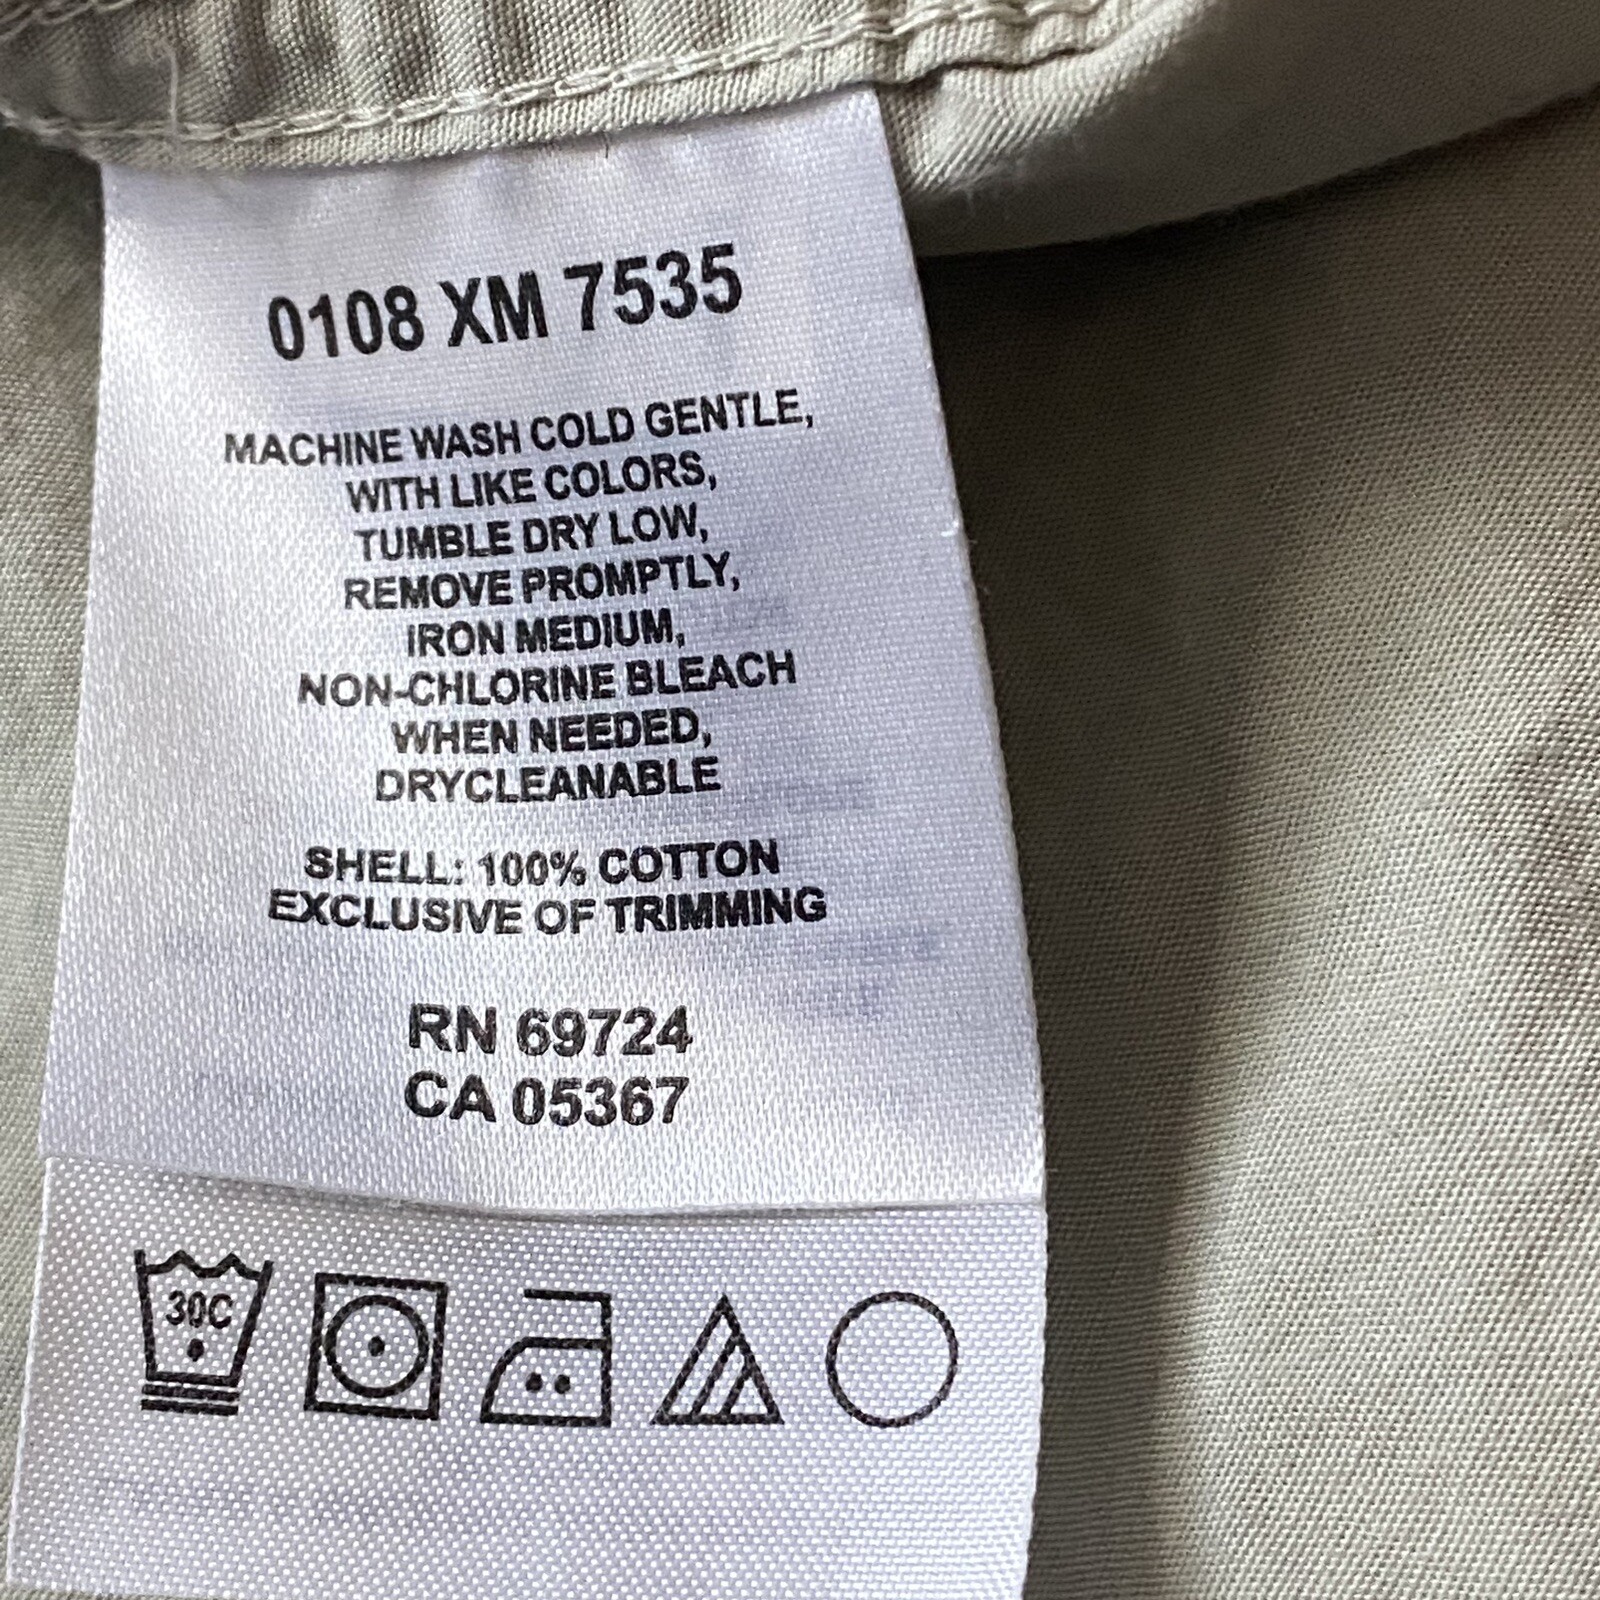 0108 XM 7535
MACHINE WASH COLD GENTLE,
WITH LIKE COLORS,
TUMBLE DRY LOW,
REMOVE PROMPTLY,
IRON MEDIUM,
NON-CHLORINE BLEACH
WHEN NEEDED,
DRYCLEANABLE
SHELL: 100% COTTON
EXCLUSIVE OF TRIMMING
RN 69724
CA 05367
30C